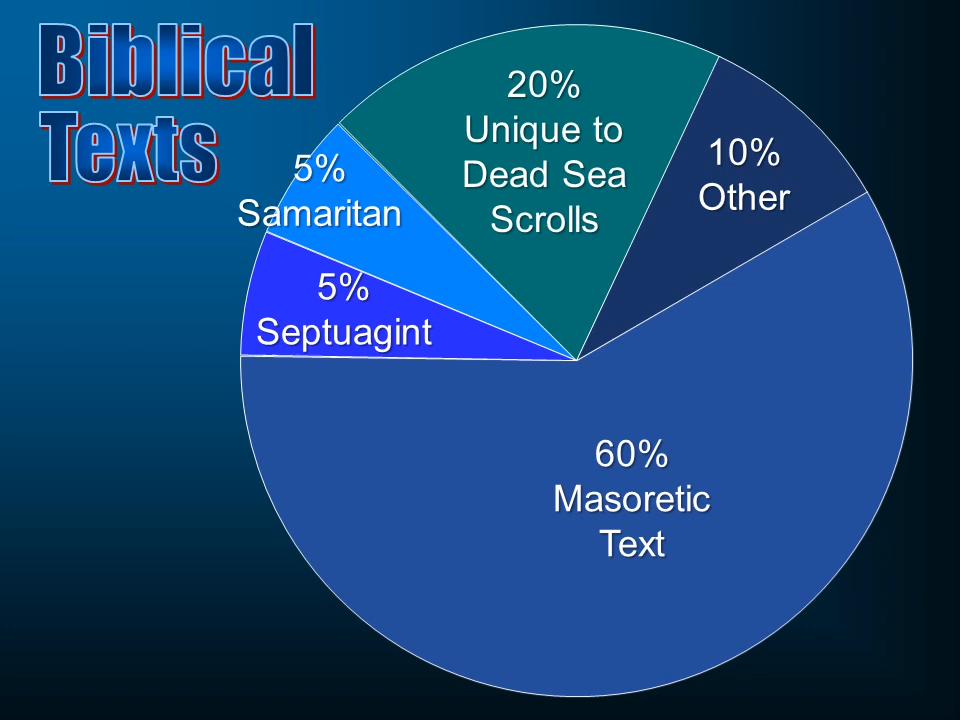 Biblical
Texts
20%
Unique to
Dead Sea
Scrolls
10%
Other
5%
Samaritan
5%
Septuagint
60%
Masoretic
Text